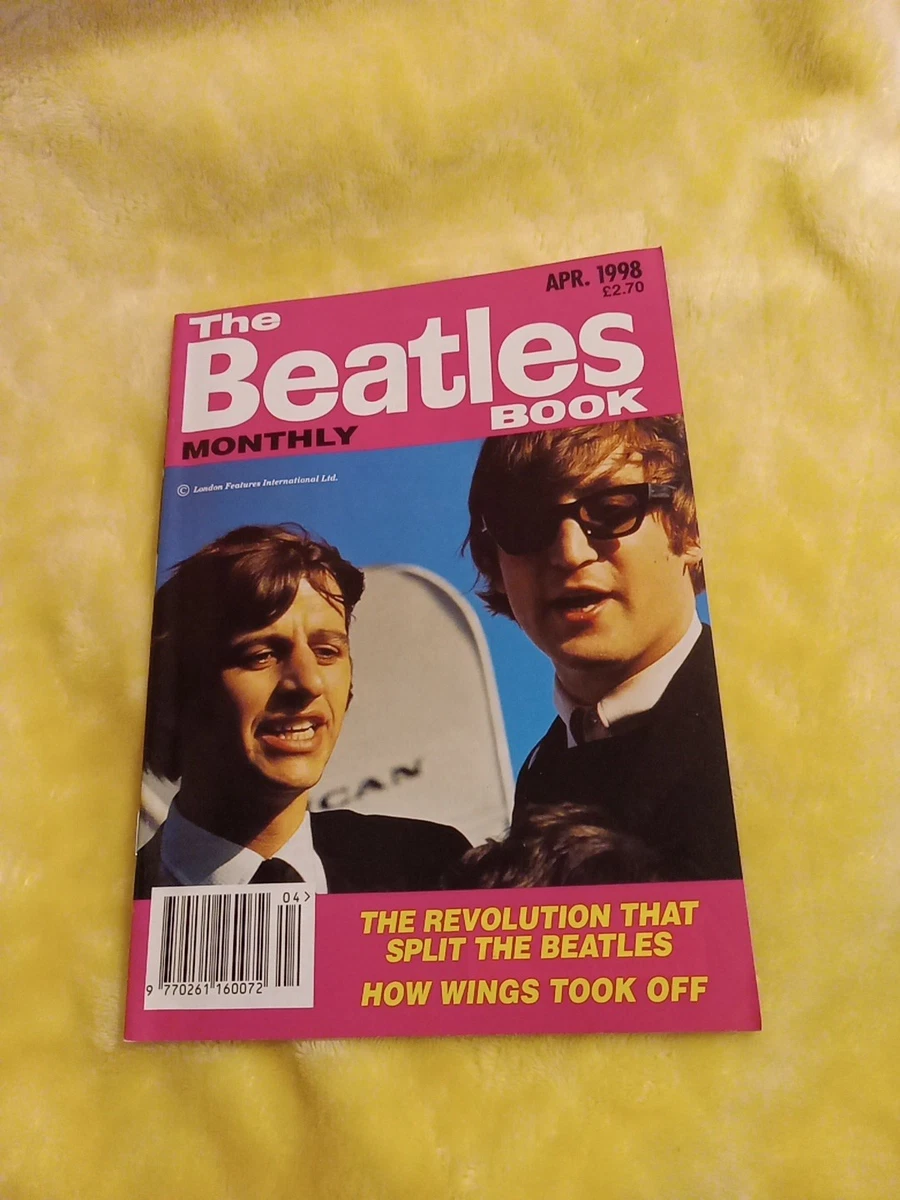 APR. 1998
£2.70
The
Beatles
BOOK
MONTHLY
© London Features International Ltd.
ICAN
04>
9 770261 160072
THE REVOLUTION THAT
SPLIT THE BEATLES
HOW WINGS TOOK OFF